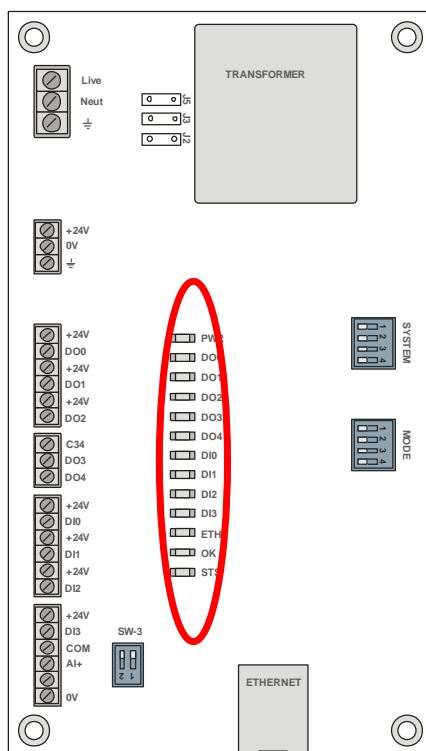 Live
Neut
TRANSFORMER
J5
J3
J2
+24V
0V
+24V
DO0
+24V
DO1
+24V
DO2
C34
DO3
DO4
+24V
DI0
+24V
DI1
+24V
DI2
+24V
DI3
COM
AI+
0V
PWR
DO0
DO1
DO2
DO3
DO4
DI0
DI1
DI2
DI3
ETH
OK
STS
SW-3
1
2
SYSTEM
1
2
3
4
MODE
1
2
3
4
ETHERNET